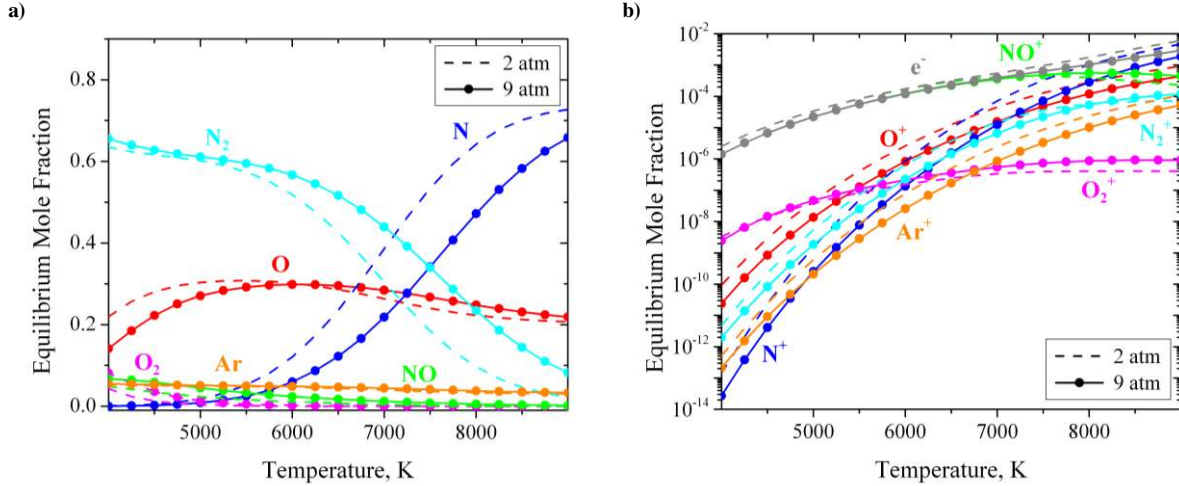 a)
Equilibrium Mole Fraction
0.8
0.6
0.4
0.2
0.0
2 atm
9 atm
N₂
N
O
O₂
Ar
NO
5000 6000 7000 8000
Temperature, K
b)
Equilibrium Mole Fraction
10⁻²
10⁻⁴
10⁻⁶
10⁻⁸
10⁻¹⁰
10⁻¹²
10⁻¹⁴
e⁻
NO⁺
O⁺
N₂⁺
O₂⁺
Ar⁺
N⁺
2 atm
9 atm
5000 6000 7000 8000
Temperature, K